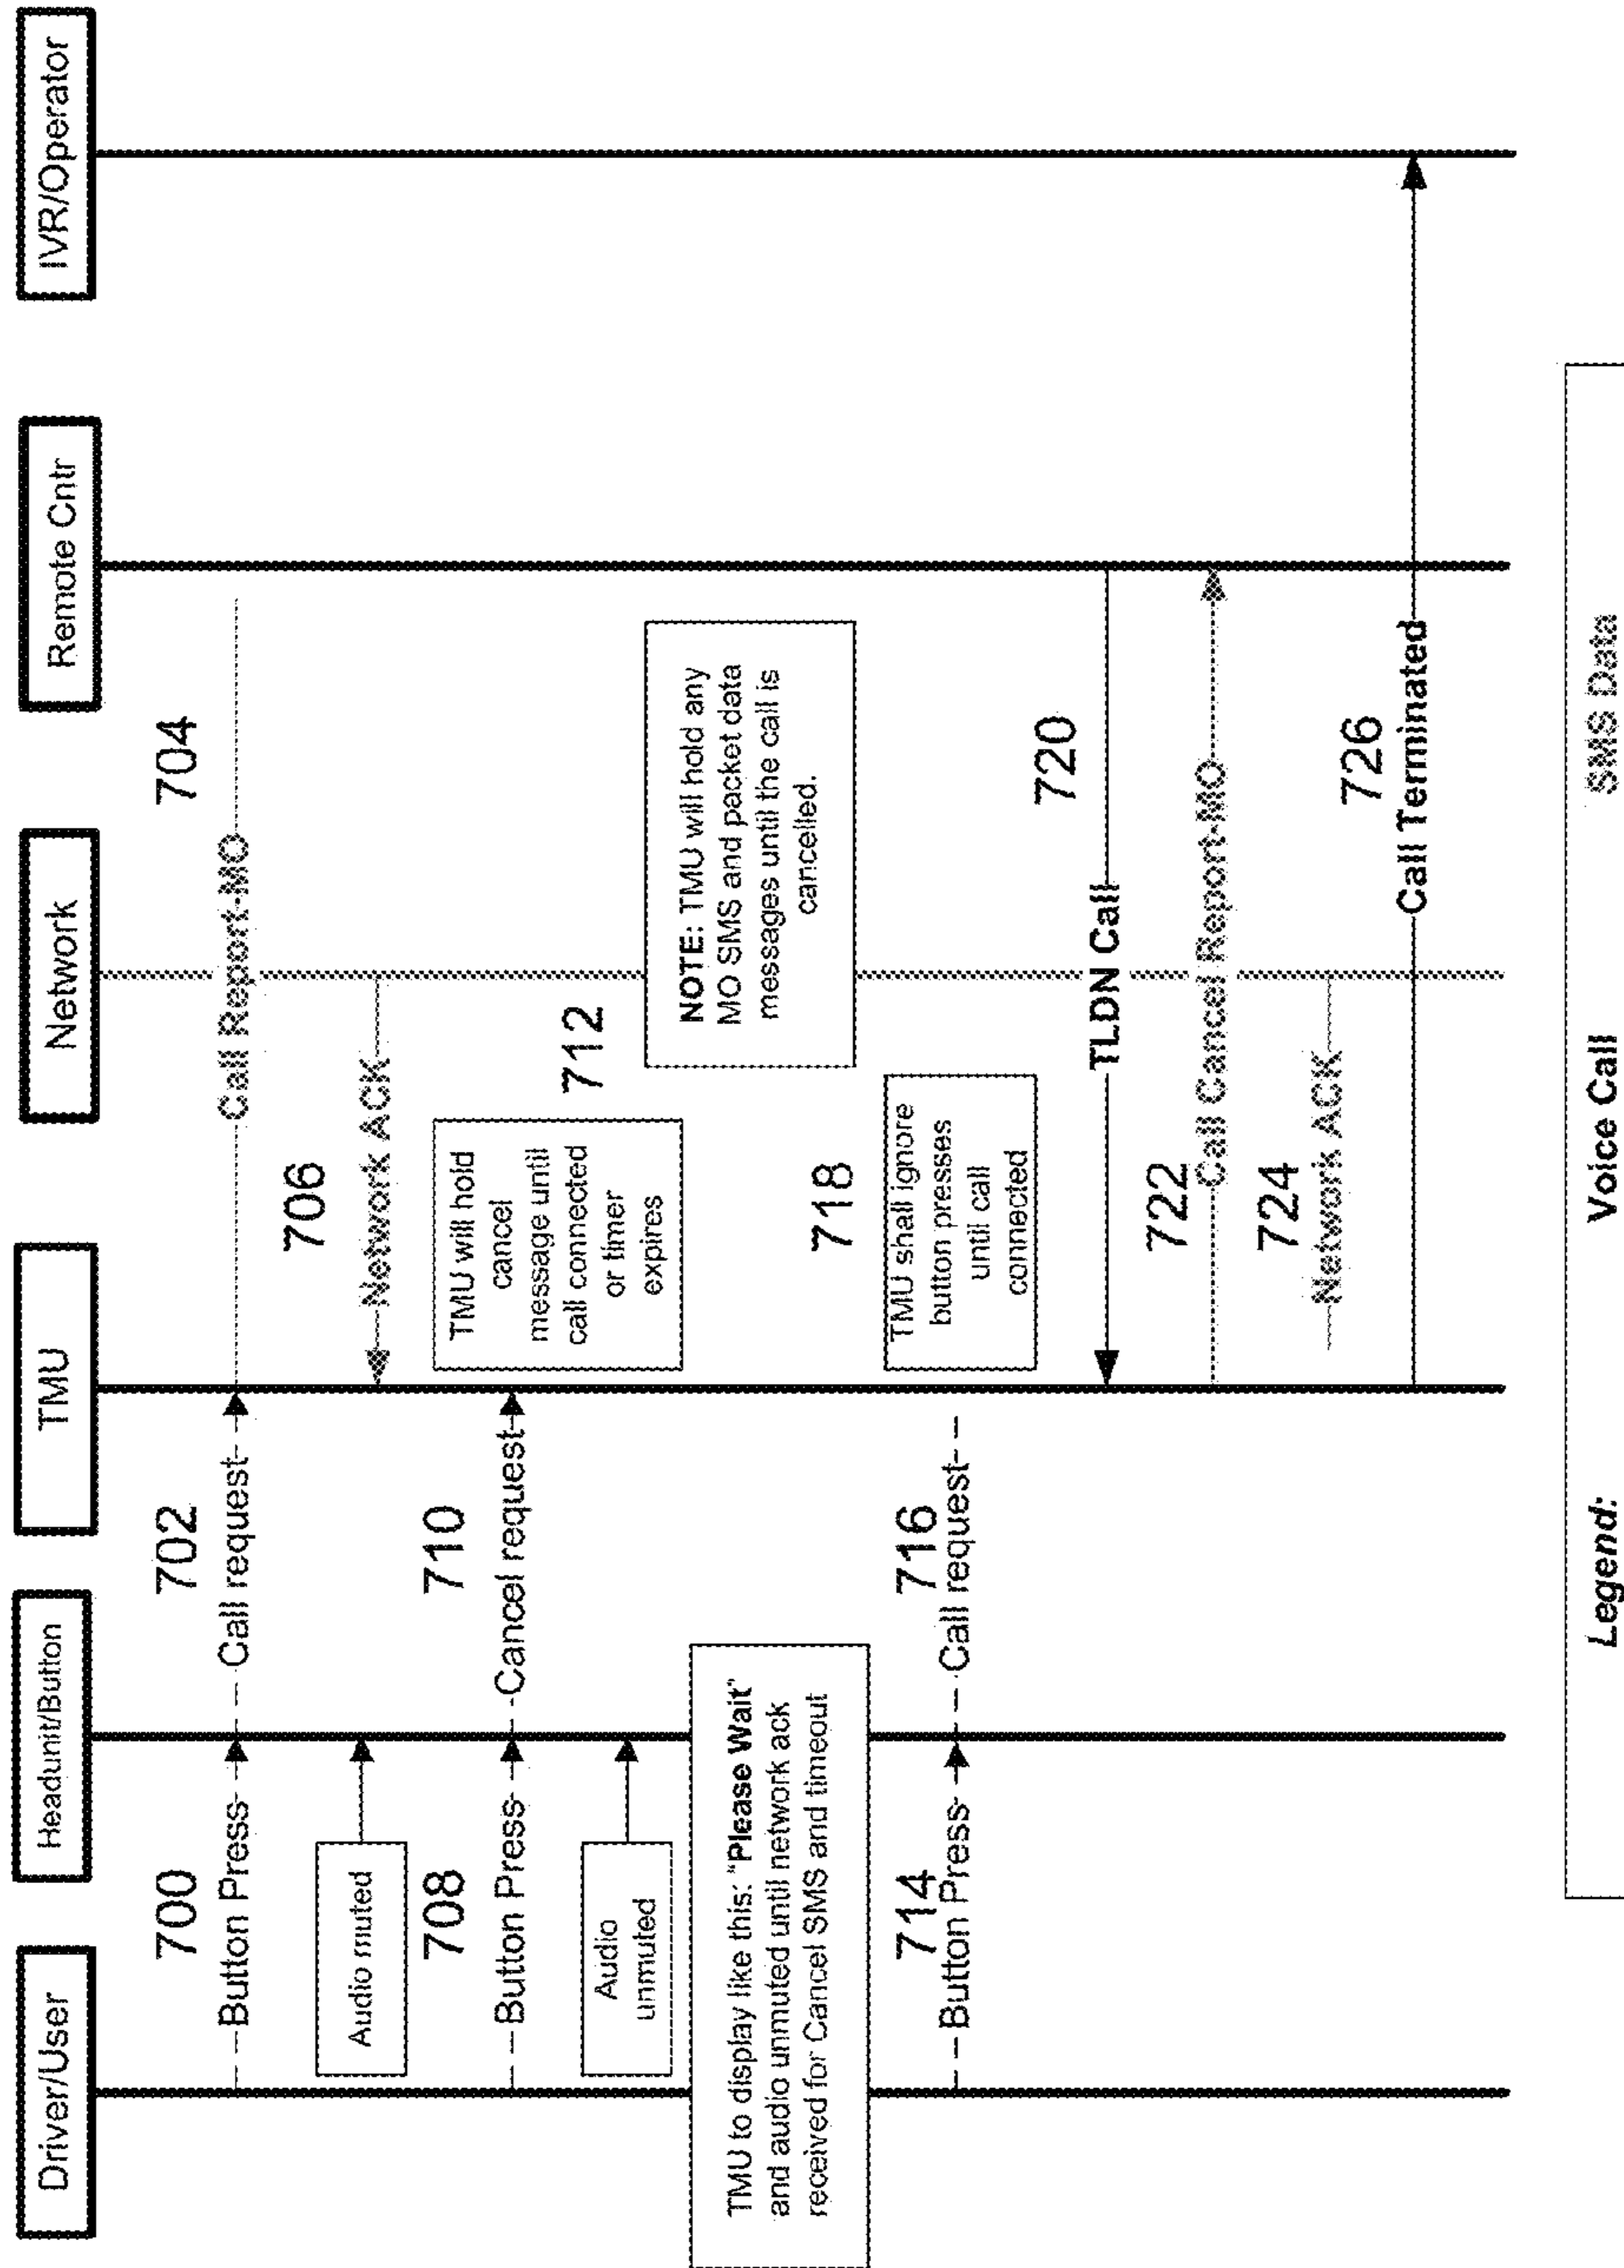 Driver/User
Headunit/Button
TMU
Network
Remote Cntr
IVR/Operator
700
702
704
Button Press
Call request
Call Report-MO
706
Audio muted
Network ACK
708
710
712
Button Press
Cancel request
TMU will hold
cancel
message until
call connected
or timer
expires
Audio
unmuted
NOTE: TMU will hold any
MO SMS and packet data
messages until the call is
cancelled.
TMU to display like this: "Please Wait"
and audio unmuted until network ack
received for Cancel SMS and timeout
714
716
718
Button Press
Call request
TMU shall ignore
button presses
until call
connected
720
TLDN Call
722
Call Cancel Report-MO
724
Network ACK
726
Call Terminated
Legend:
Voice Call
SMS Data